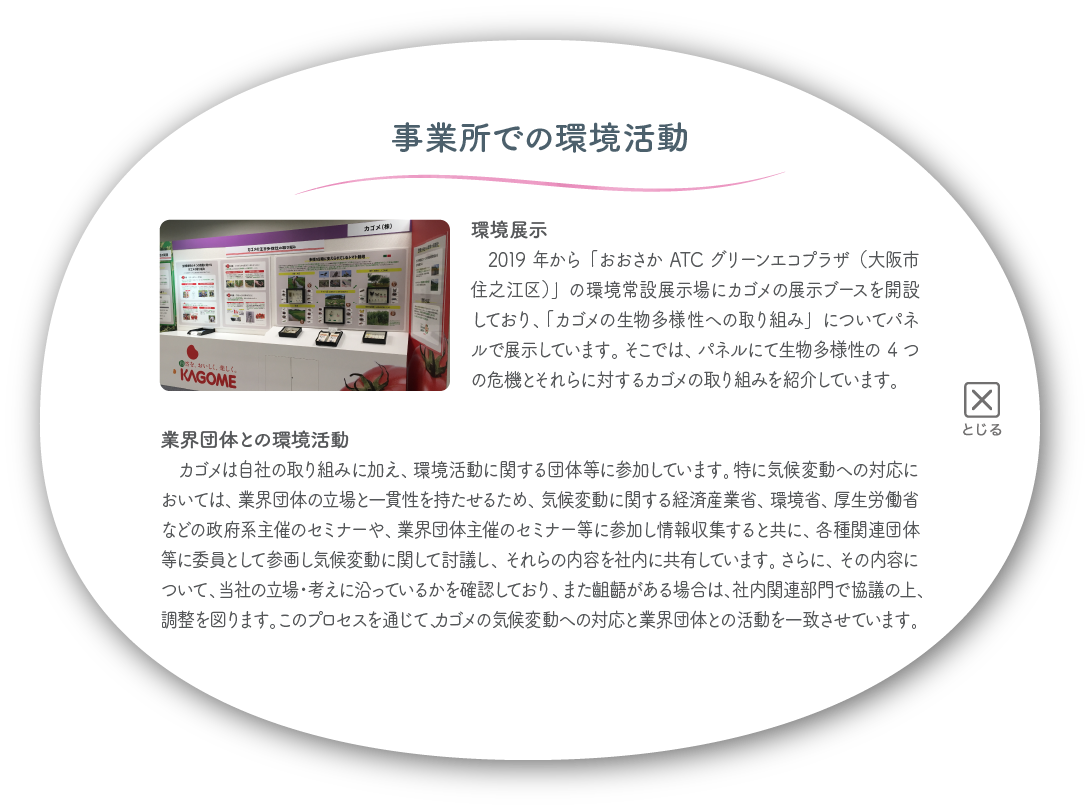 事業所での環境活動
カゴメ(株)
KAGOME
環境展示
　2019 年から「おおさか ATC グリーンエコプラザ（大阪市
住之江区）」の環境常設展示場にカゴメの展示ブースを開設
しており、「カゴメの生物多様性への取り組み」についてパネ
ルで展示しています。そこでは、パネルにて生物多様性の 4 つ
の危機とそれらに対するカゴメの取り組みを紹介しています。
とじる
業界団体との環境活動
　カゴメは自社の取り組みに加え、環境活動に関する団体等に参加しています。特に気候変動への対応に
おいては、業界団体の立場と一貫性を持たせるため、気候変動に関する経済産業省、環境省、厚生労働省
などの政府系主催のセミナーや、業界団体主催のセミナー等に参加し情報収集すると共に、各種関連団体
等に委員として参画し気候変動に関して討議し、それらの内容を社内に共有しています。さらに、その内容に
ついて、当社の立場・考えに沿っているかを確認しており、また齟齬がある場合は、社内関連部門で協議の上、
調整を図ります。このプロセスを通じて、カゴメの気候変動への対応と業界団体との活動を一致させています。